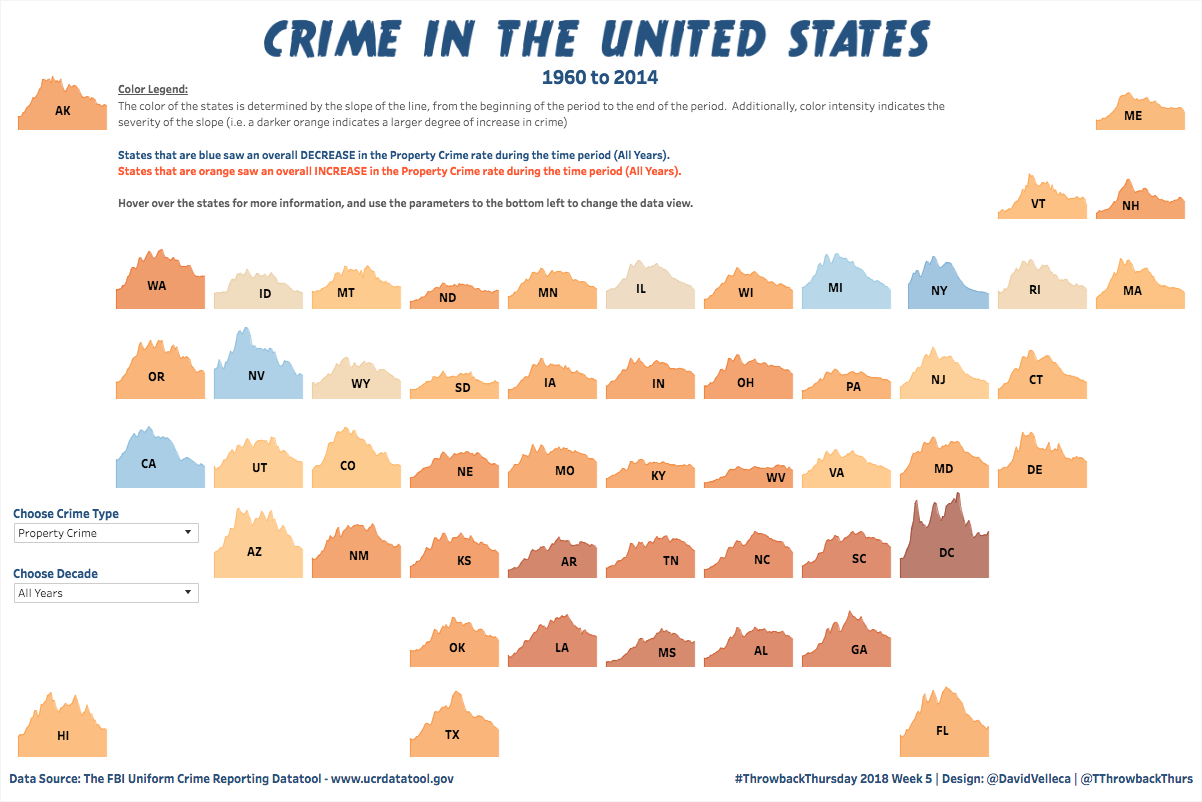 CRIME IN THE UNITED STATES
1960 to 2014
Color Legend:
The color of the states is determined by the slope of the line, from the beginning of the period to the end of the period. Additionally, color intensity indicates the
severity of the slope (i.e. a darker orange indicates a larger degree of increase in crime)
AK
ME
States that are blue saw an overall DECREASE in the Property Crime rate during the time period (All Years).
States that are orange saw an overall INCREASE in the Property Crime rate during the time period (All Years).
Hover over the states for more information, and use the parameters to the bottom left to change the data view.
VT NH
WA ID MT ND MN IL WI MI NY RI MA
OR NV WY SD IA IN OH PA NJ CT
CA UT CO NE MO KY WV VA MD DE
Choose Crime Type
Property Crime
AZ NM KS AR TN NC SC DC
Choose Decade
All Years
OK LA MS AL GA
HI TX FL
Data Source: The FBI Uniform Crime Reporting Datatool - www.ucrdatatool.gov
#ThrowbackThursday 2018 Week 5 | Design: @DavidVelleca | @TThrowbackThurs